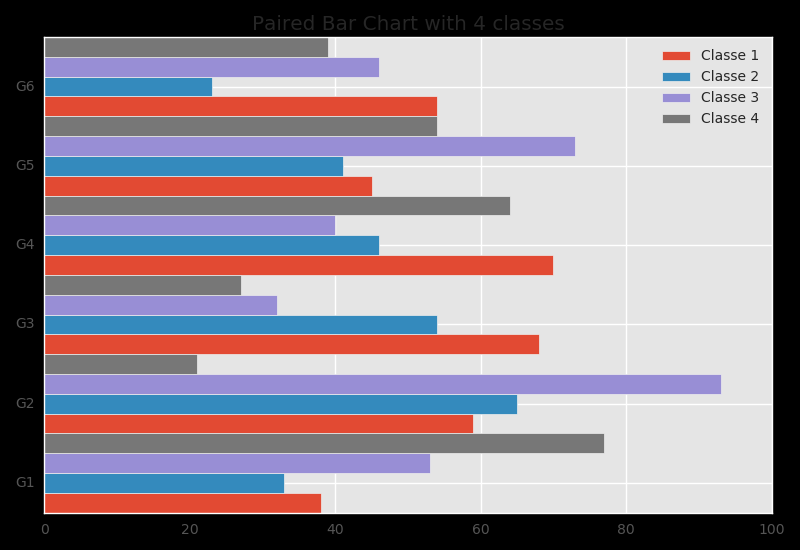 Paired Bar Chart with 4 classes
Classe 1
Classe 2
Classe 3
Classe 4
G6
G5
G4
G3
G2
G1
0 20 40 60 80 100